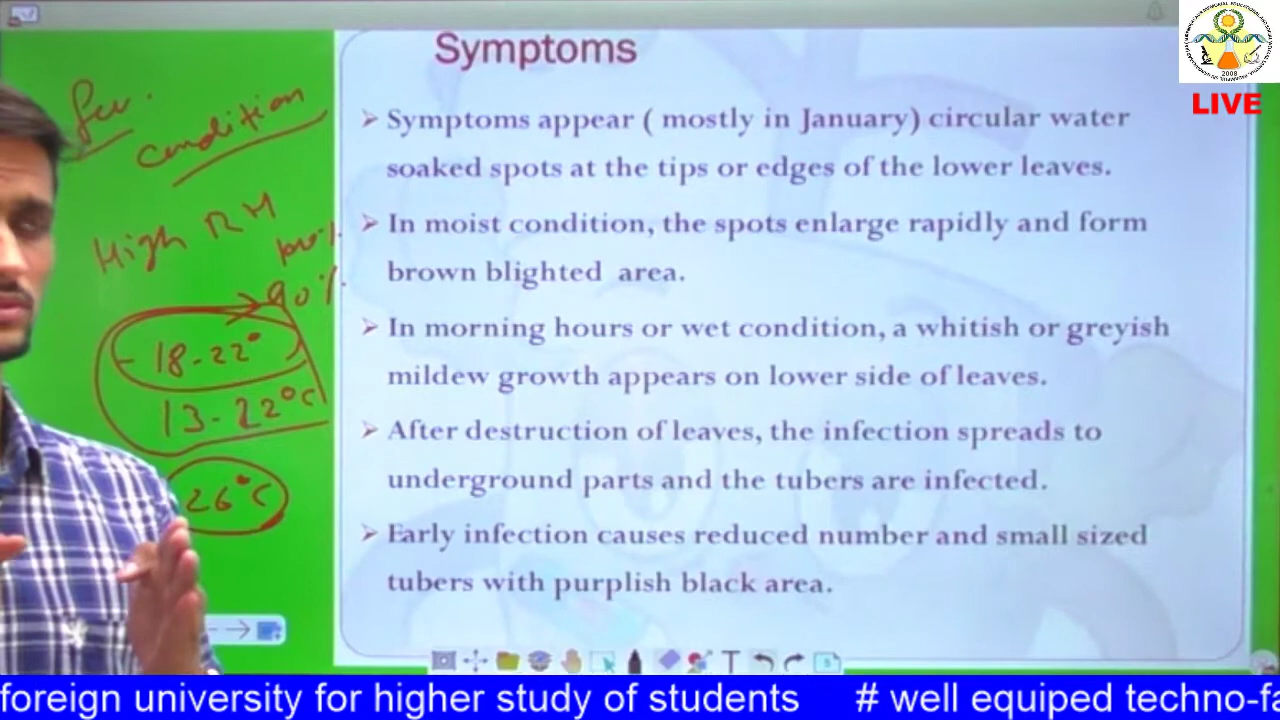 Symptoms
Symptoms appear ( mostly in January) circular water
soaked spots at the tips or edges of the lower leaves.
In moist condition, the spots enlarge rapidly and form
brown blighted area.
In morning hours or wet condition, a whitish or greyish
mildew growth appears on lower side of leaves.
After destruction of leaves, the infection spreads to
underground parts and the tubers are infected.
Early infection causes reduced number and small sized
tubers with purplish black area.
condition
High RH
90%
18-22°
13-22°C
26°C
2008
LIVE
foreign university for higher study of students # well equiped techno-fa